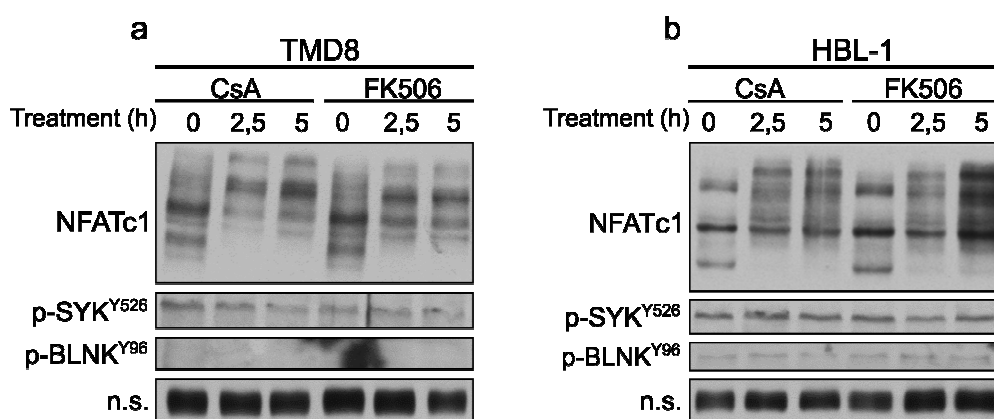 a
TMD8
CsA FK506
Treatment (h) 0 2,5 5 0 2,5 5
NFATc1
p-SYKY526
p-BLNKY96
n.s.
b
HBL-1
CsA FK506
0 2,5 5 0 2,5 5
NFATc1
p-SYKY526
p-BLNKY96
n.s.